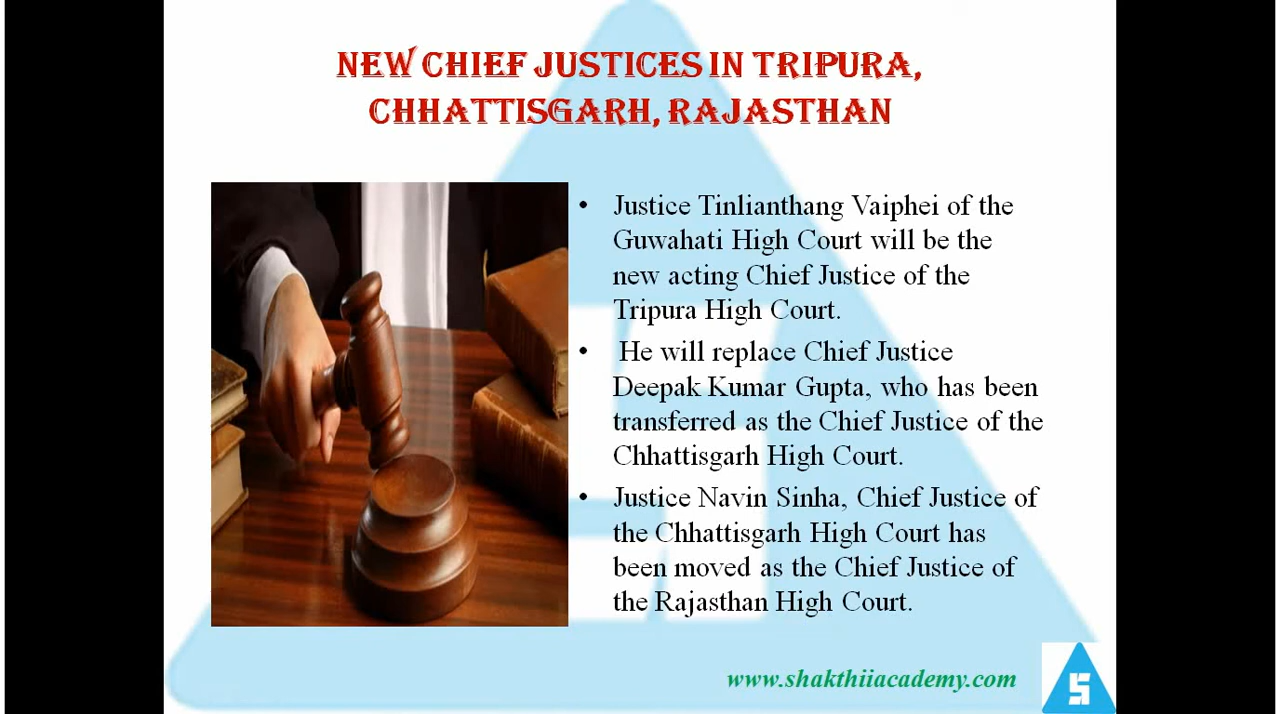 NEW CHIEF JUSTICES IN TRIPURA,
CHHATTISGARH, RAJASTHAN
• Justice Tinlianthang Vaiphei of the
Guwahati High Court will be the
new acting Chief Justice of the
Tripura High Court.
• He will replace Chief Justice
Deepak Kumar Gupta, who has been
transferred as the Chief Justice of the
Chhattisgarh High Court.
• Justice Navin Sinha, Chief Justice of
the Chhattisgarh High Court has
been moved as the Chief Justice of
the Rajasthan High Court.
www.shakthiiacademy.com
S